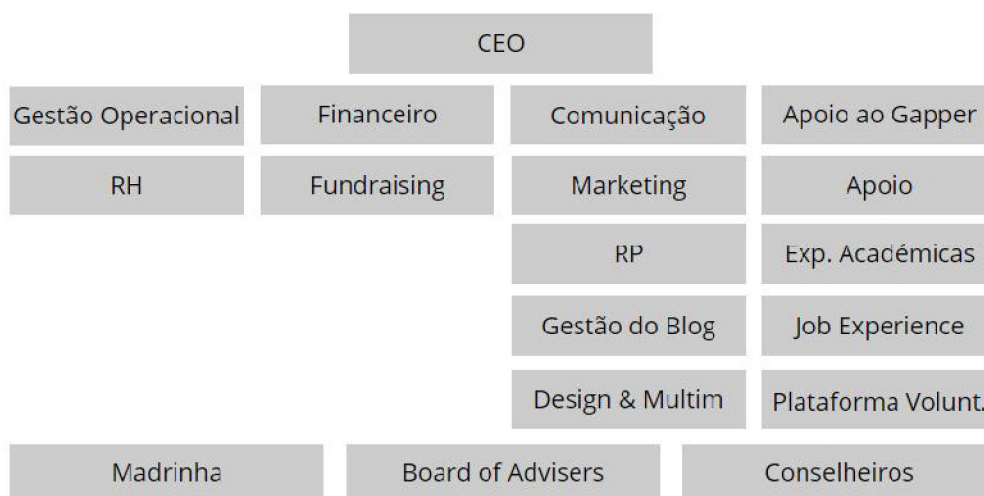 CEO
Gestão Operacional
Financeiro
Comunicação
Apoio ao Gapper
RH
Fundraising
Marketing
Apoio
RP
Exp. Académicas
Gestão do Blog
Job Experience
Design & Multim
Plataforma Volunt.
Madrinha
Board of Advisers
Conselheiros